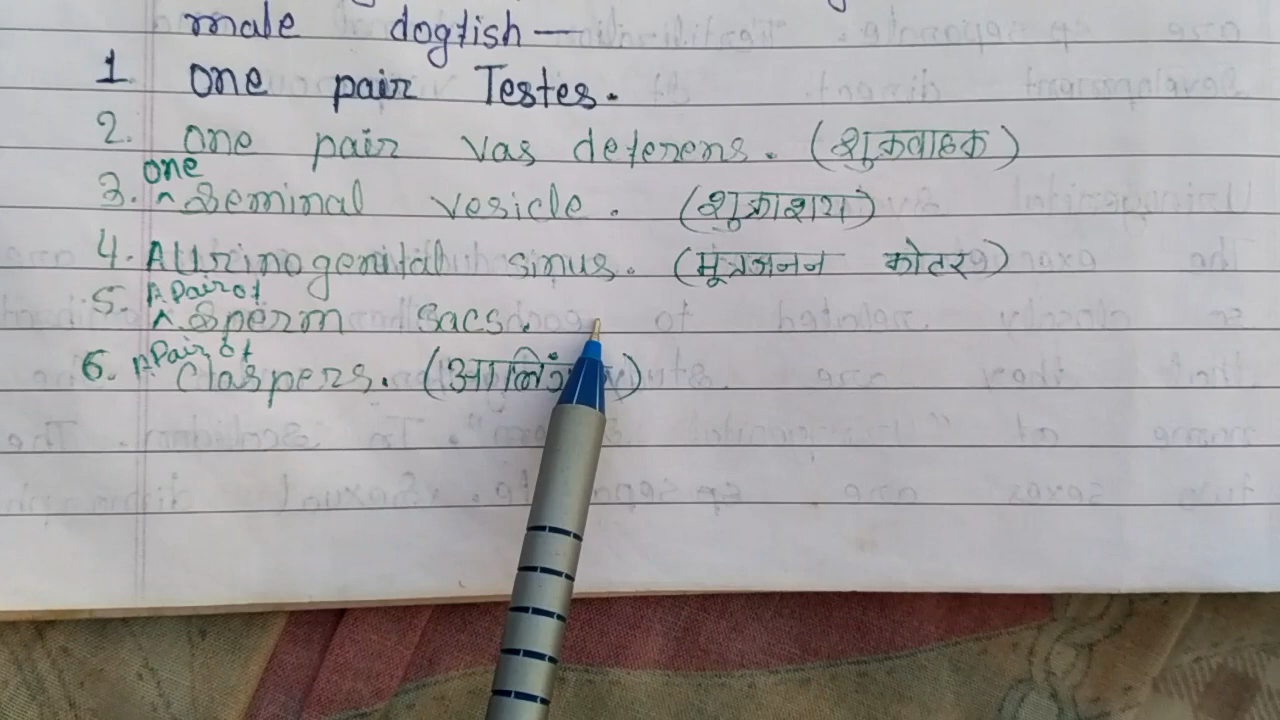 male dogfish —
1 One pair Testes.
2. One pair vas deferens. (शुक्रवाहक)
3. one Seminal vesicle. (शुक्राशय)
4. A Urinogenital sinus. (मूत्रजनन कोटर)
5. A Pair of Sperm sacs.
6. A Pair of Claspers.